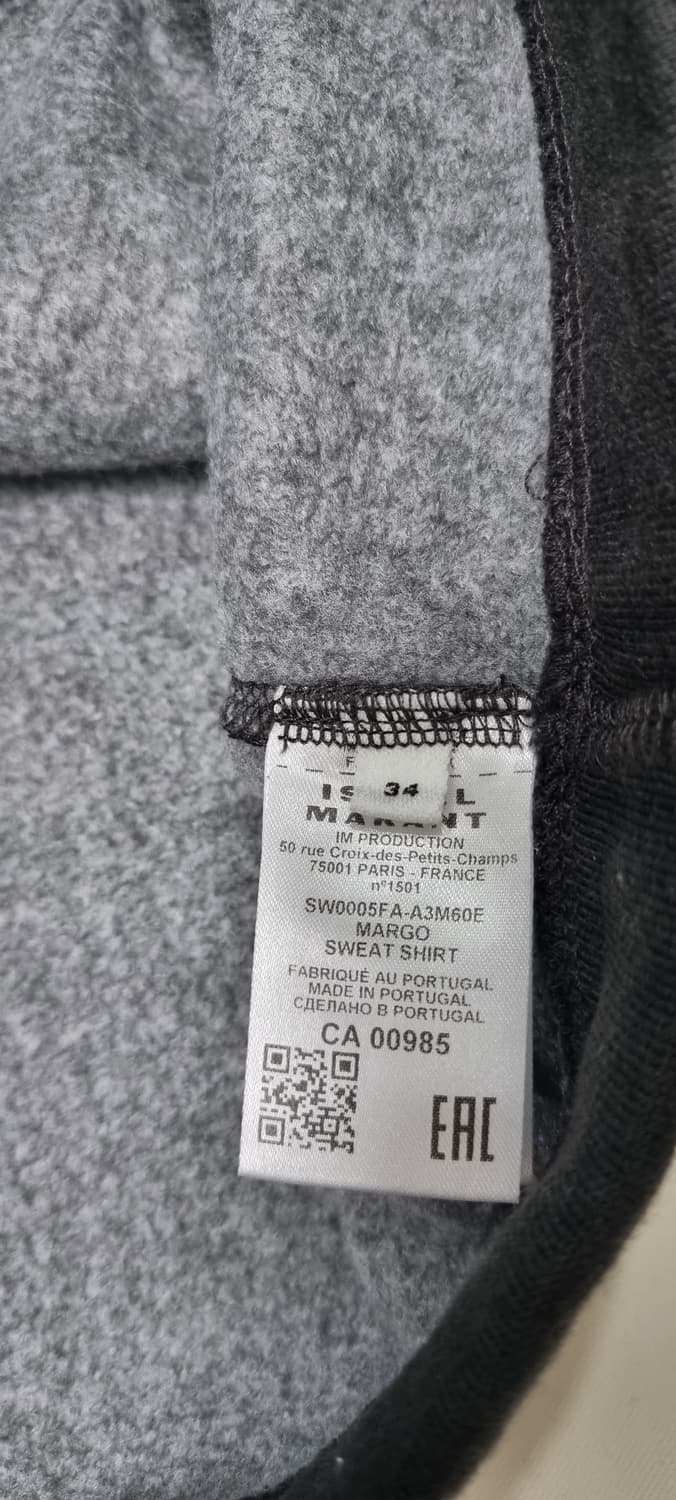 34
MARANT
IM PRODUCTION
50 rue Croix-des-Petits-Champs
75001 PARIS - FRANCE
n°1501
SW0005FA-A3M60E
MARGO
SWEAT SHIRT
FABRIQUÉ AU PORTUGAL
MADE IN PORTUGAL
СДЕЛАНО В PORTUGAL
CA 00985
EAC